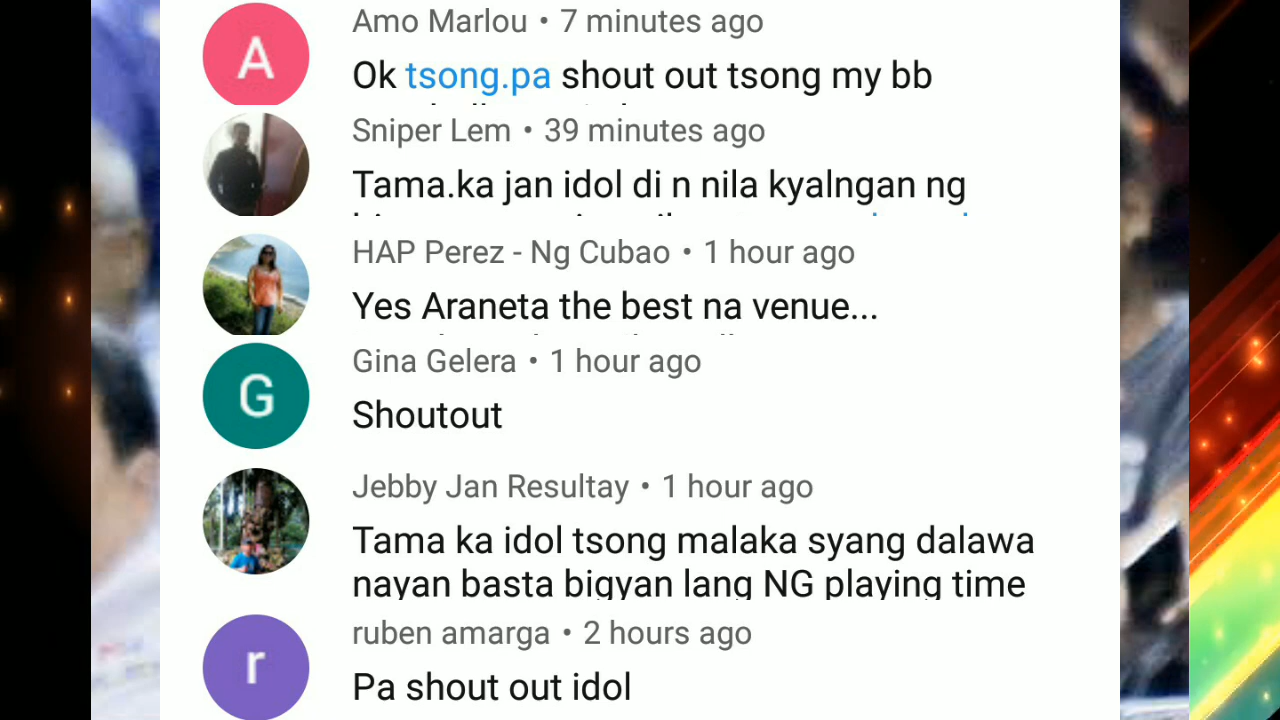 A
Amo Marlou • 7 minutes ago
Ok tsong.pa shout out tsong my bb
Sniper Lem • 39 minutes ago
Tama.ka jan idol di n nila kyalngan ng
HAP Perez - Ng Cubao • 1 hour ago
Yes Araneta the best na venue...
G
Gina Gelera • 1 hour ago
Shoutout
Jebby Jan Resultay • 1 hour ago
Tama ka idol tsong malaka syang dalawa
nayan basta bigyan lang NG playing time
r
ruben amarga • 2 hours ago
Pa shout out idol